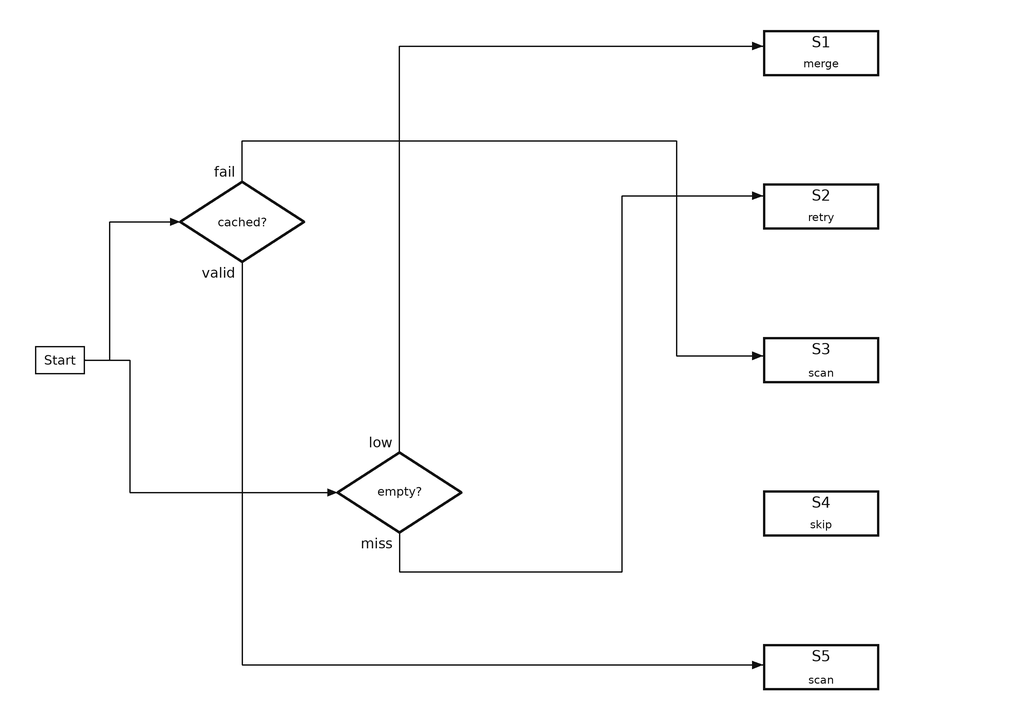 S1
merge
fail
cached?
valid
S2
retry
Start
S3
scan
low
empty?
miss
S4
skip
S5
scan